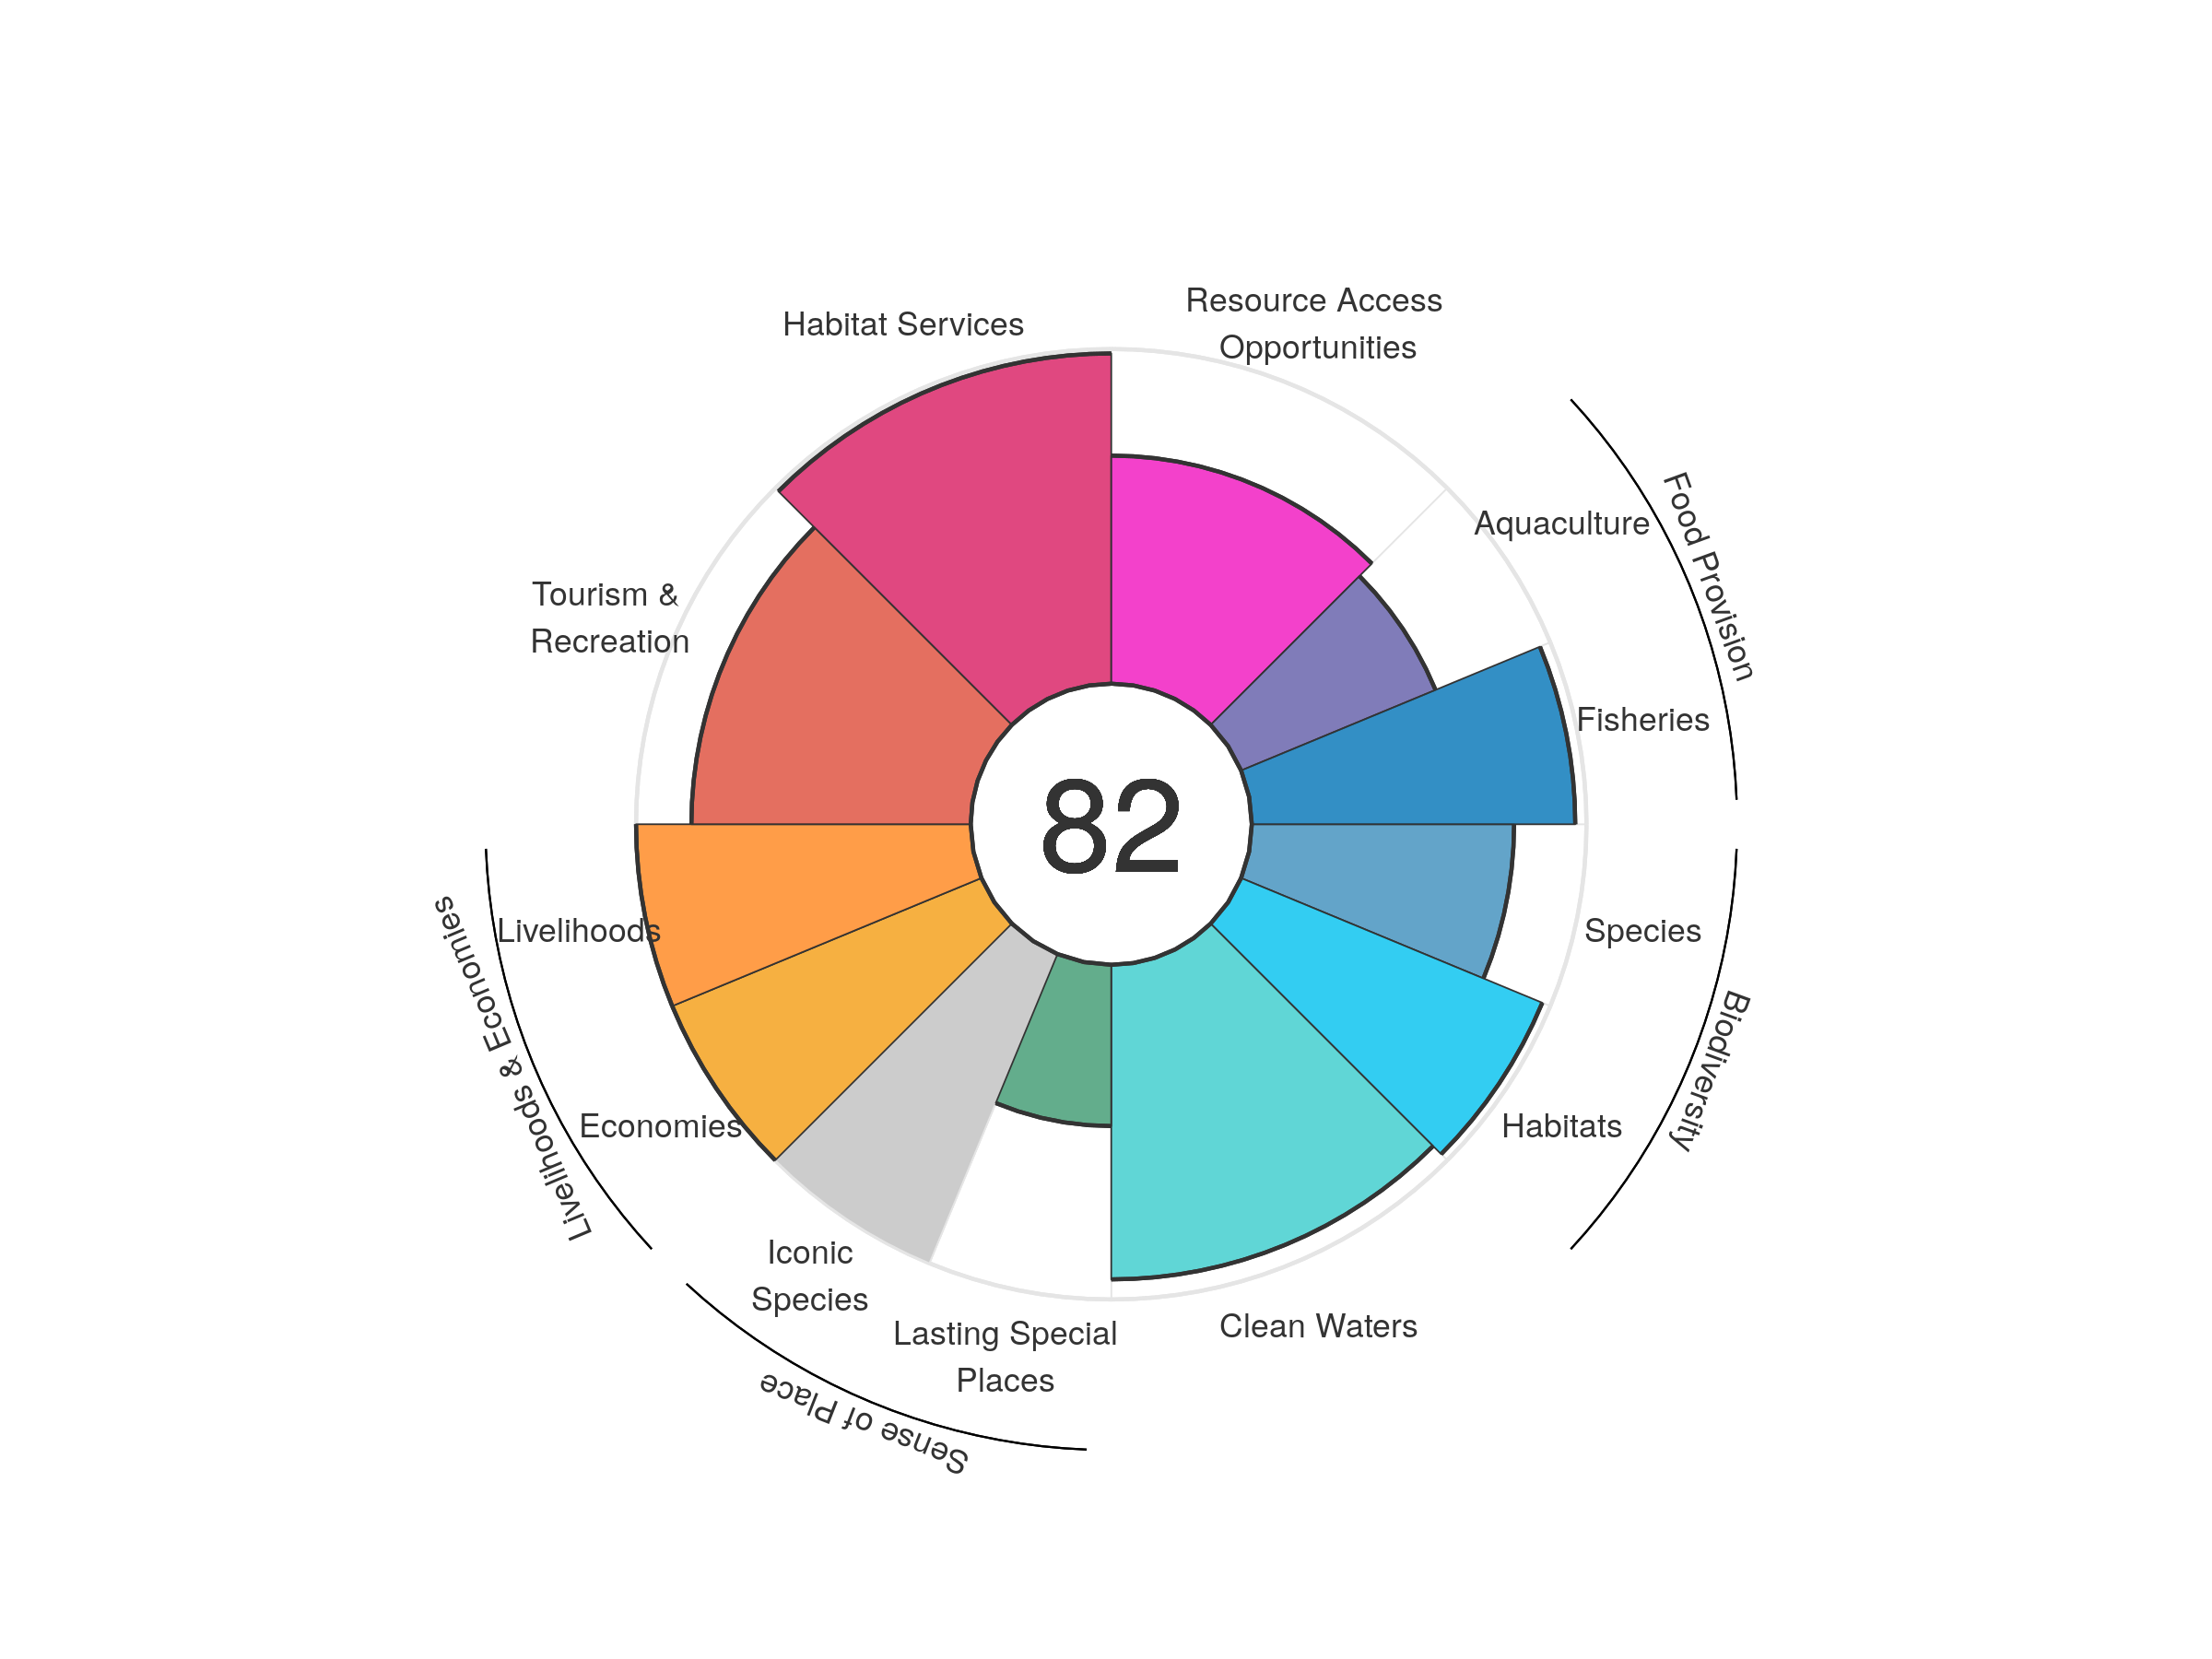 Resource Access
Opportunities
Habitat Services
Aquaculture
Food Provision
Tourism &
Recreation
Fisheries
82
Livelihoods
Species
Livelihoods & Economies
Biodiversity
Economies
Habitats
Iconic
Species
Lasting Special
Places
Clean Waters
Sense of Place